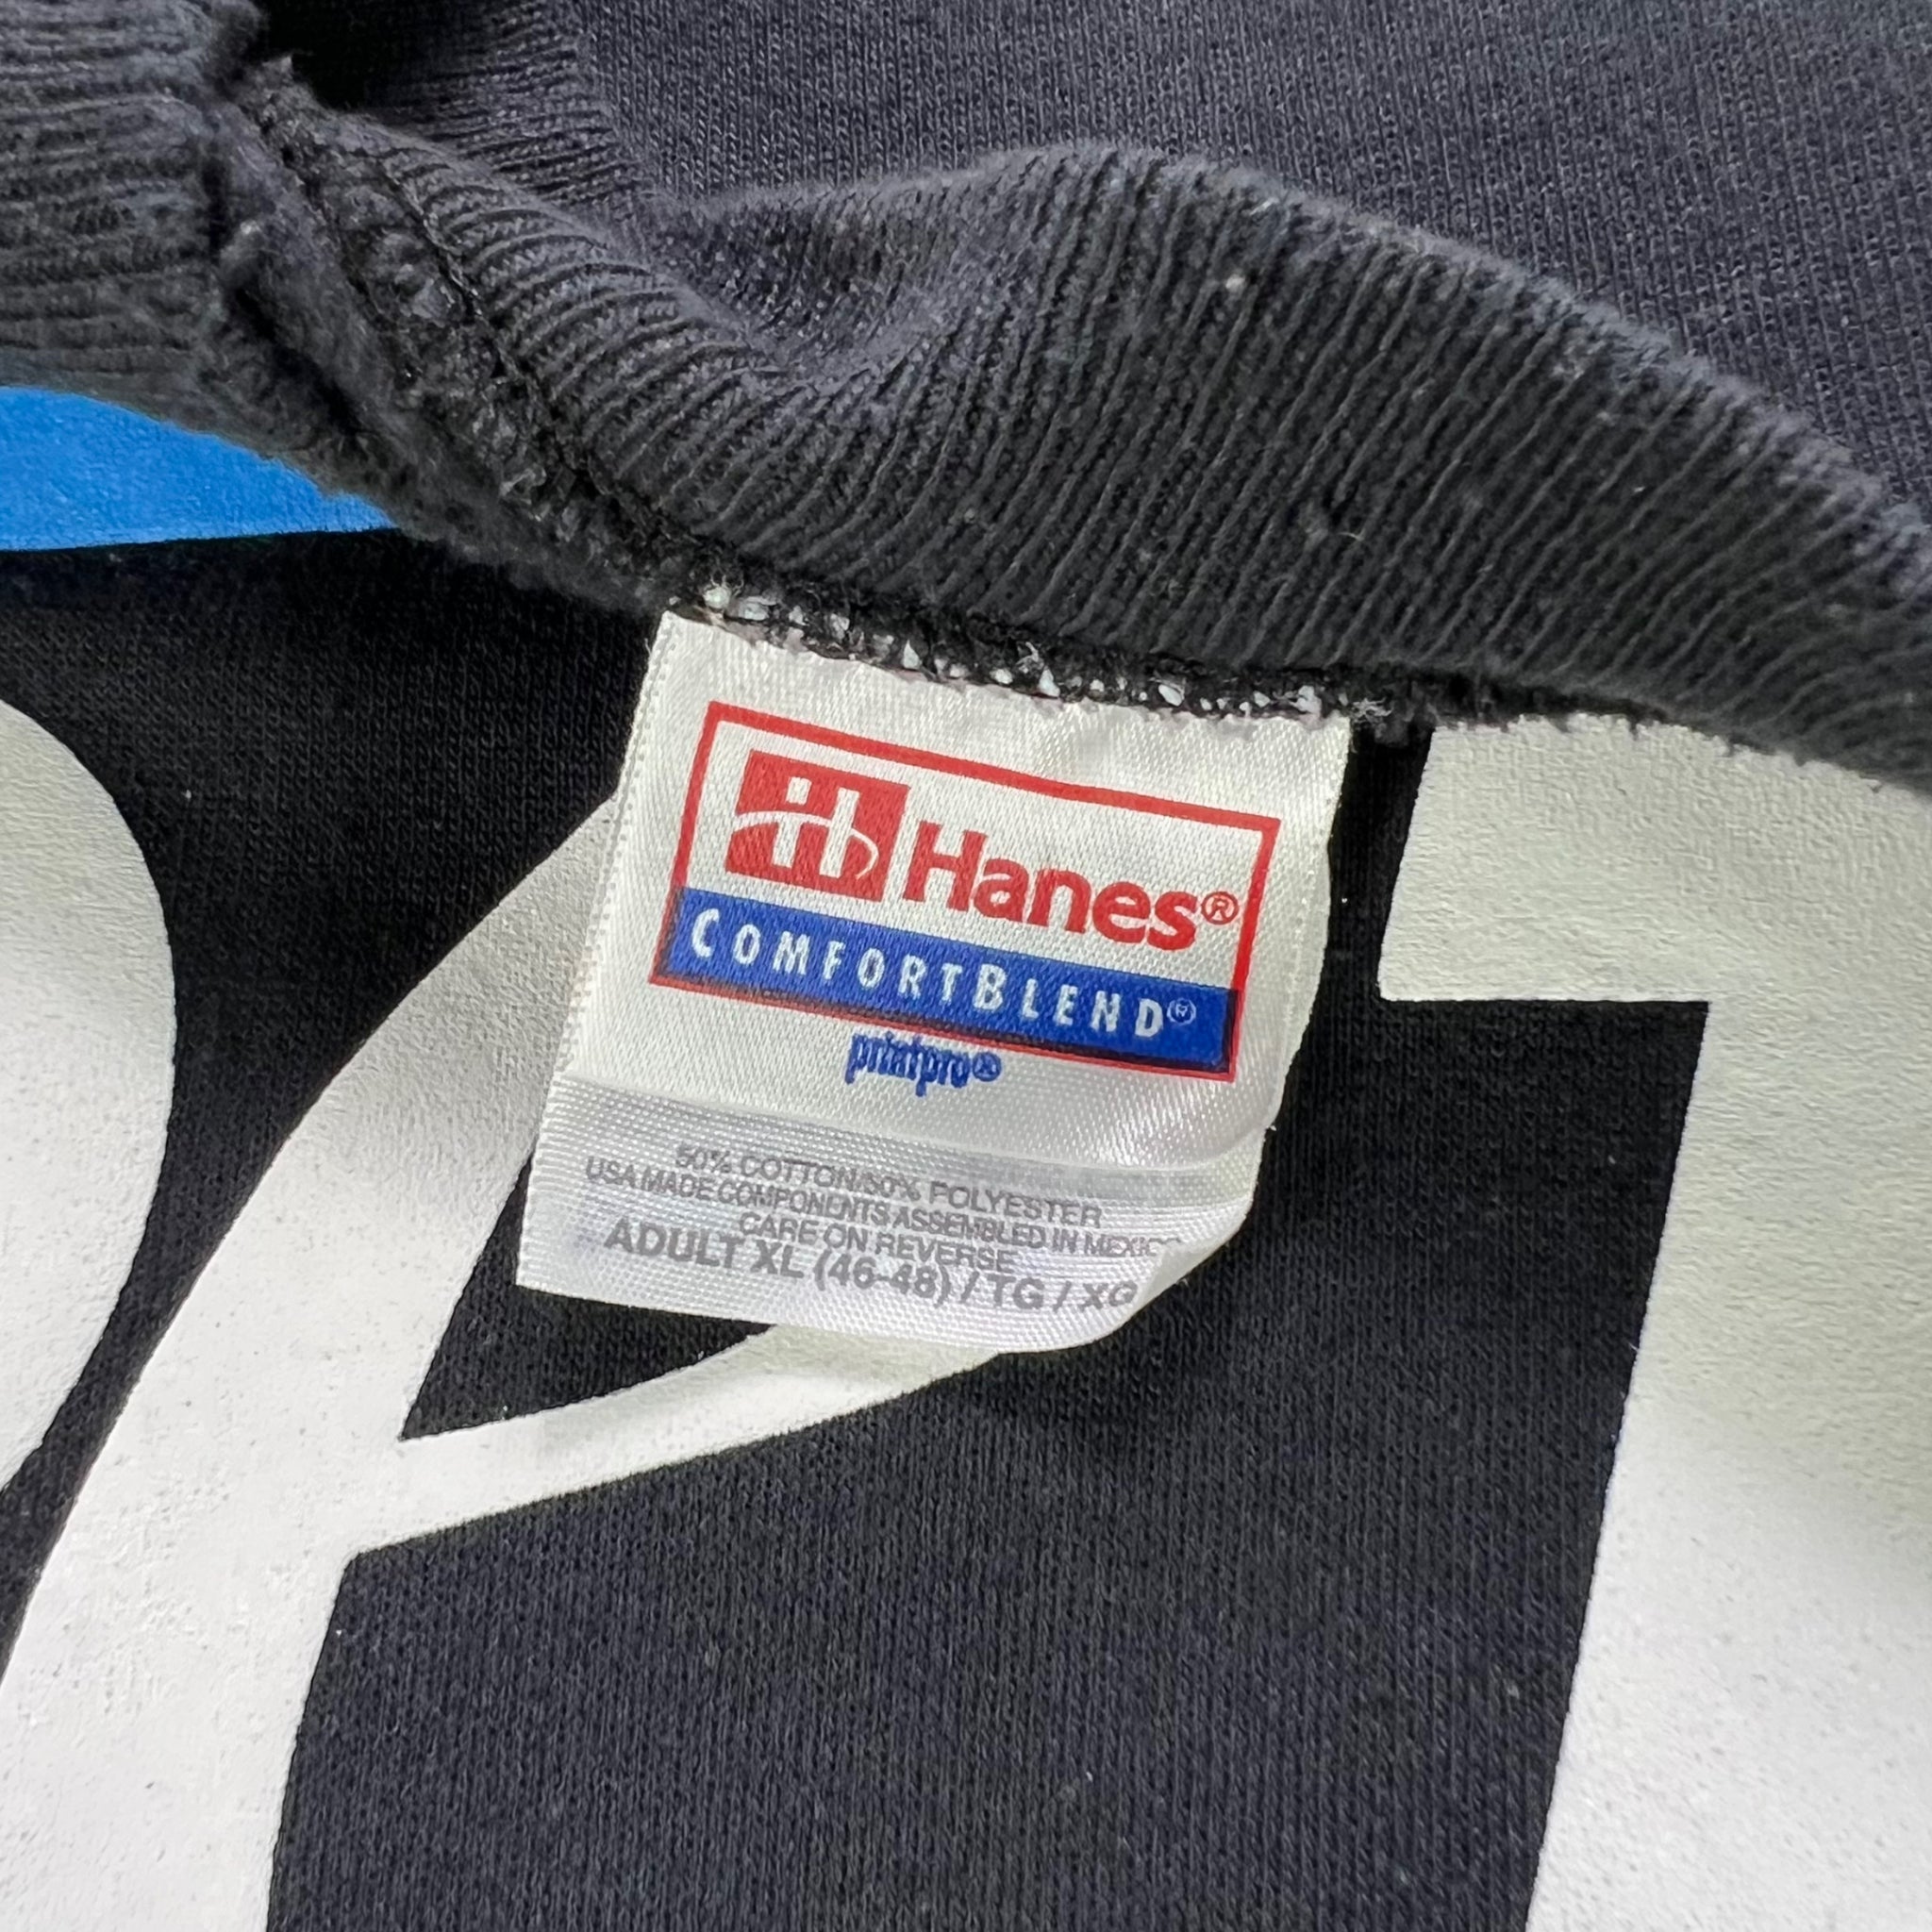 Hanes®
COMFORTBLEND®
printpro®
50% COTTON/50% POLYESTER
USA MADE COMPONENTS ASSEMBLED IN MEXICO
CARE ON REVERSE
ADULT XL (46-48) / TG / XG